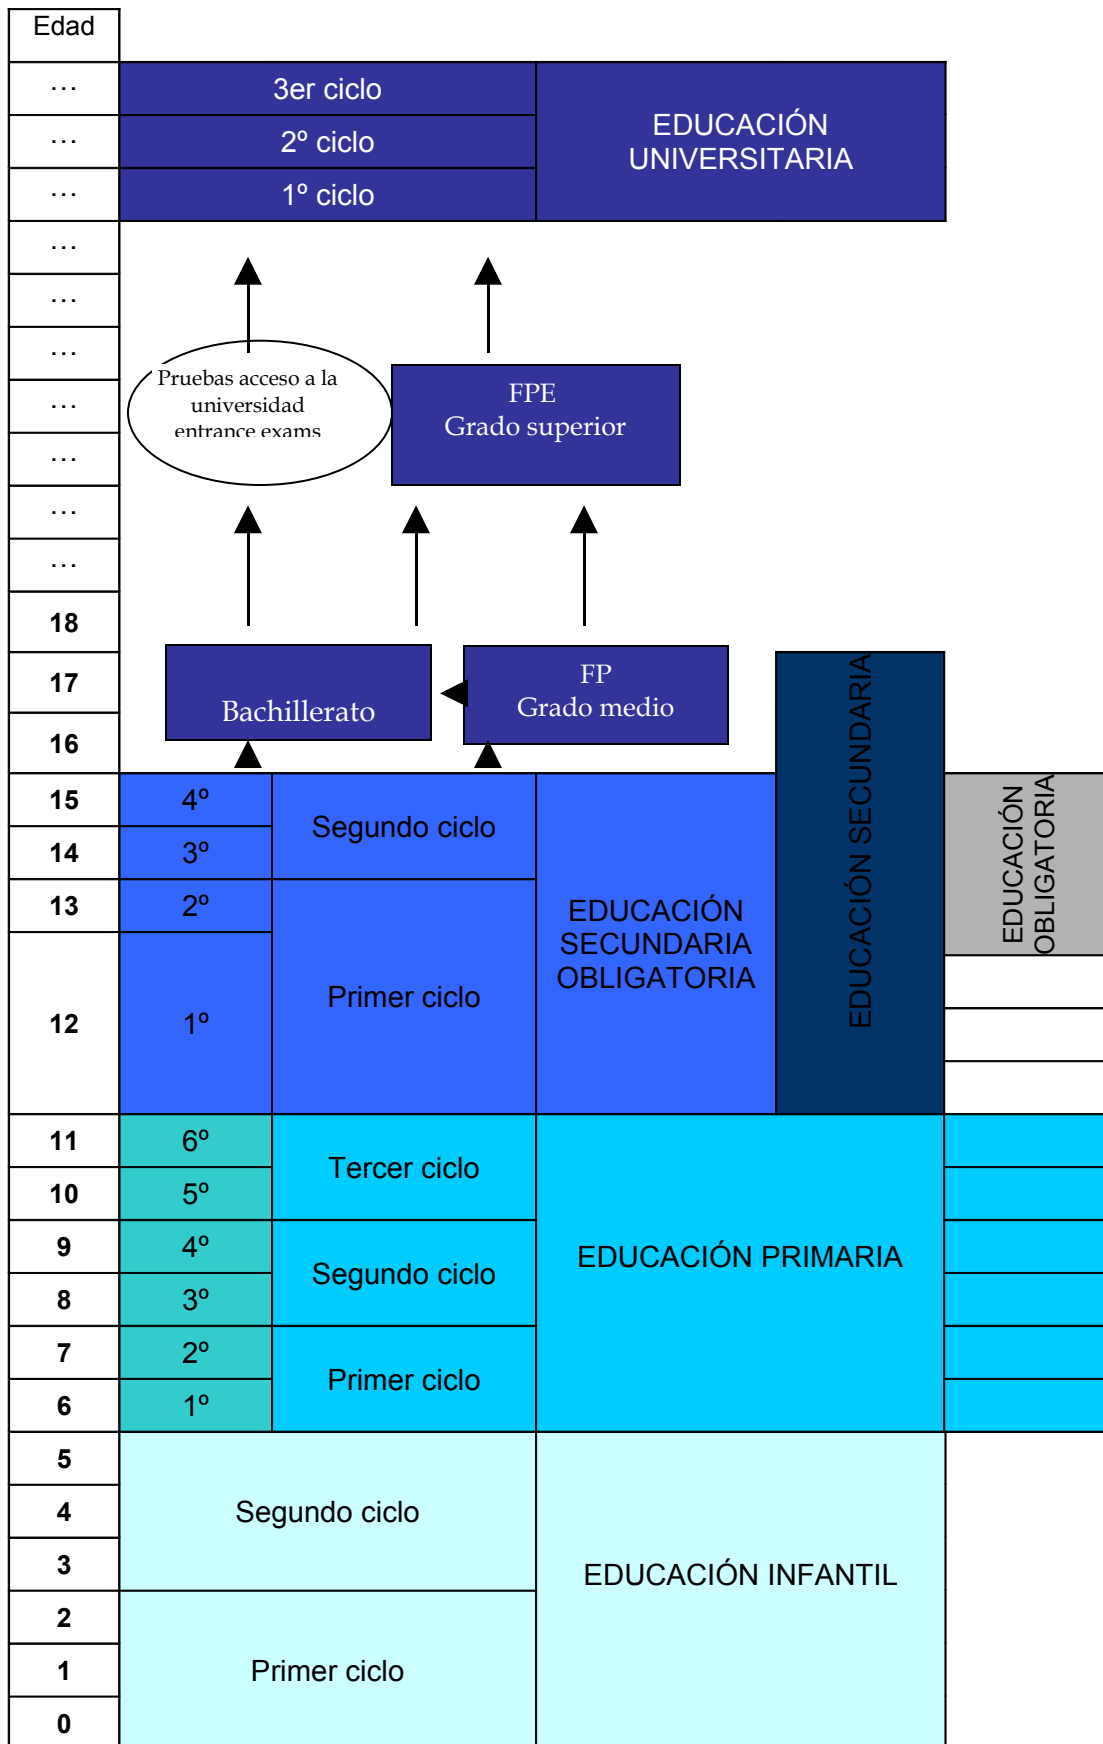 Edad
…
3er ciclo
EDUCACIÓN
UNIVERSITARIA
…
2º ciclo
…
1º ciclo
…
…
…
Pruebas acceso a la
universidad
entrance exams
FPE
Grado superior
…
…
…
…
18
17
Bachillerato
FP
Grado medio
EDUCACIÓN SECUNDARIA
16
15
4º
Segundo ciclo
EDUCACIÓN
OBLIGATORIA
14
3º
13
2º
Primer ciclo
EDUCACIÓN
SECUNDARIA
OBLIGATORIA
12
1º
11
6º
Tercer ciclo
EDUCACIÓN PRIMARIA
10
5º
9
4º
Segundo ciclo
8
3º
7
2º
Primer ciclo
6
1º
5
Segundo ciclo
EDUCACIÓN INFANTIL
4
3
2
Primer ciclo
1
0